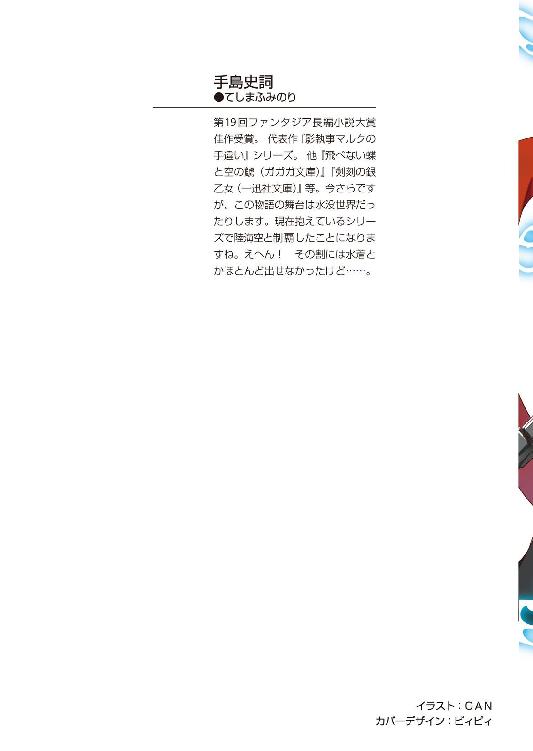 手島史詞
●てしまふみのり
第19回ファンタジア長編小説大賞
佳作受賞。 代表作『影執事マルクの
手違い』シリーズ。 他『飛べない蝶
と空の鯱（ガガガ文庫）』『刻刻の銀
乙女（一迅社文庫）』等。今さらです
が、この物語の舞台は水没世界だっ
たりします。現在抱えているシリー
ズで陸海空と制覇したことになりま
すね。えへん！　その割には水着と
かまとんど出せなかったけど……。
イラスト：ＣＡＮ
カバーデザイン：ビィピィ